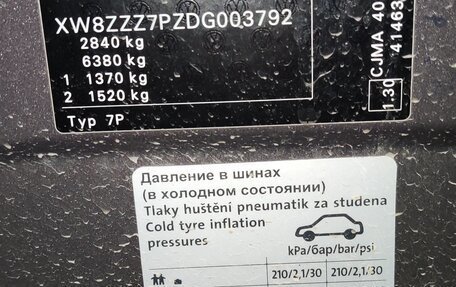 XW8ZZZ7PZDG003792
2840 kg
6380 kg
1 1370 kg
2 1520 kg
Typ 7P
CJMA 40
41463
1.30
Давление в шинах
(в холодном состоянии)
Tlaky huštění pneumatik za studena
Cold tyre inflation
pressures
kPa/бар/bar/psi
210/2,1/30 210/2,1/30